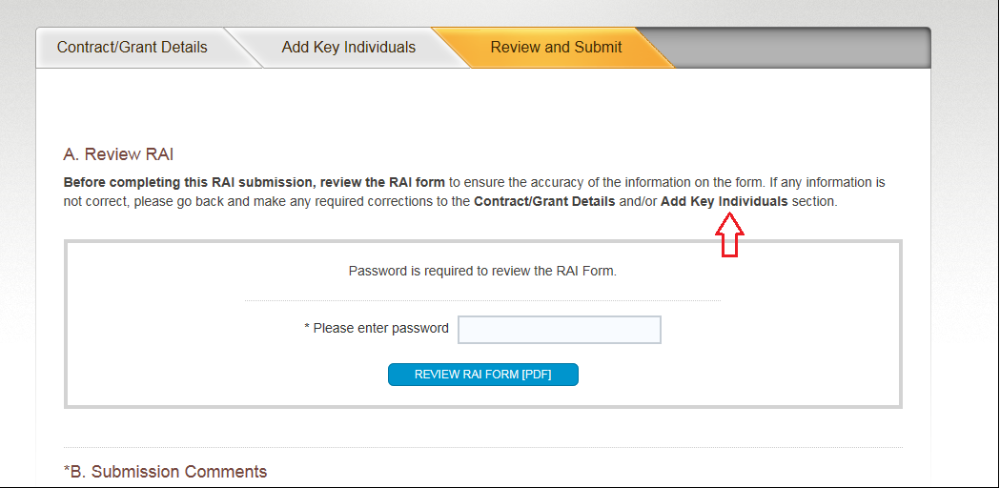 Contract/Grant Details
Add Key Individuals
Review and Submit
A. Review RAI
Before completing this RAI submission, review the RAI form to ensure the accuracy of the information on the form. If any information is
not correct, please go back and make any required corrections to the Contract/Grant Details and/or Add Key Individuals section.
Password is required to review the RAI Form.
* Please enter password
REVIEW RAI FORM [PDF]
*B. Submission Comments